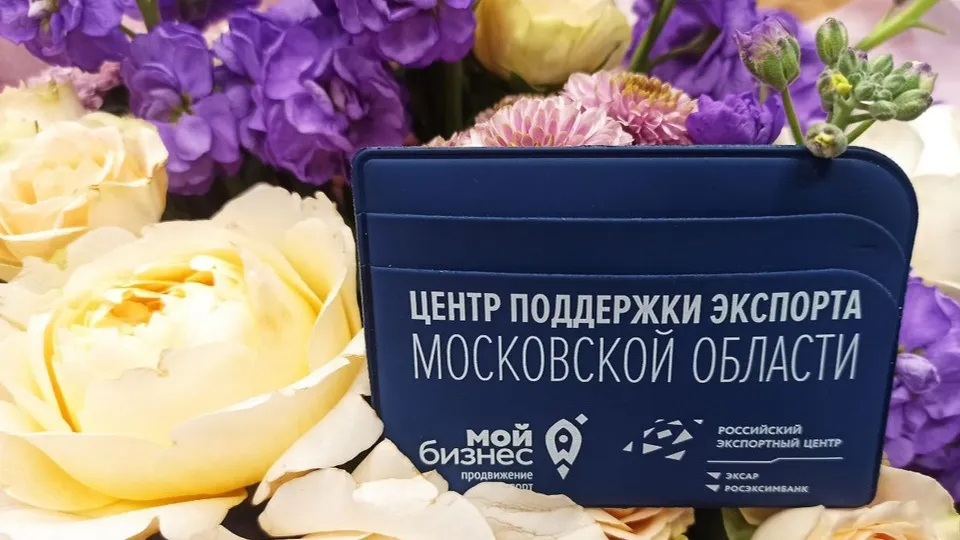 ЦЕНТР ПОДДЕРЖКИ ЭКСПОРТА
МОСКОВСКОЙ ОБЛАСТИ
мой
бизнес
продвижение
РОССИЙСКИЙ
ЭКСПОРТНЫЙ ЦЕНТР
ЭКСАР
РОСЭКСИМБАНК